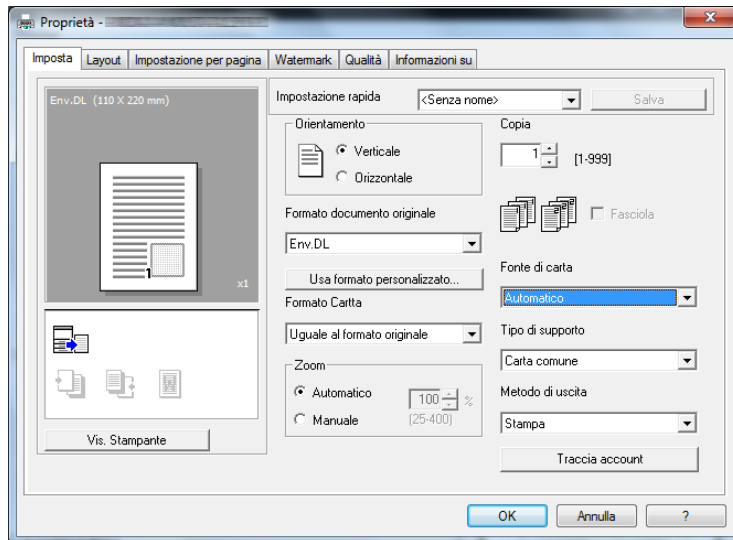 Proprietà -
Imposta Layout Impostazione per pagina Watermark Qualità Informazioni su
Env.DL (110 X 220 mm)
1
x1
Vis. Stampante
Impostazione rapida <Senza nome> Salva
Orientamento
Verticale
Orizzontale
Formato documento originale
Env.DL
Usa formato personalizzato...
Formato Cartta
Uguale al formato originale
Zoom
Automatico 100 %
Manuale (25-400)
Copia
1 [1-999]
Fasciola
Fonte di carta
Automatico
Tipo di supporto
Carta comune
Metodo di uscita
Stampa
Traccia account
OK Annulla ?